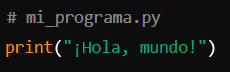 # mi_programa.py
print("¡Hola, mundo!")